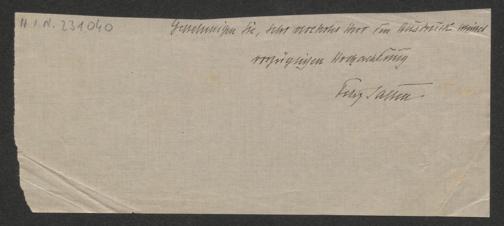 H.I.N. 231040
Genehmigen Sie, sehr verehrter Herr den Ausdruck meiner
vorzüglichen Hochachtung
Felix Salten